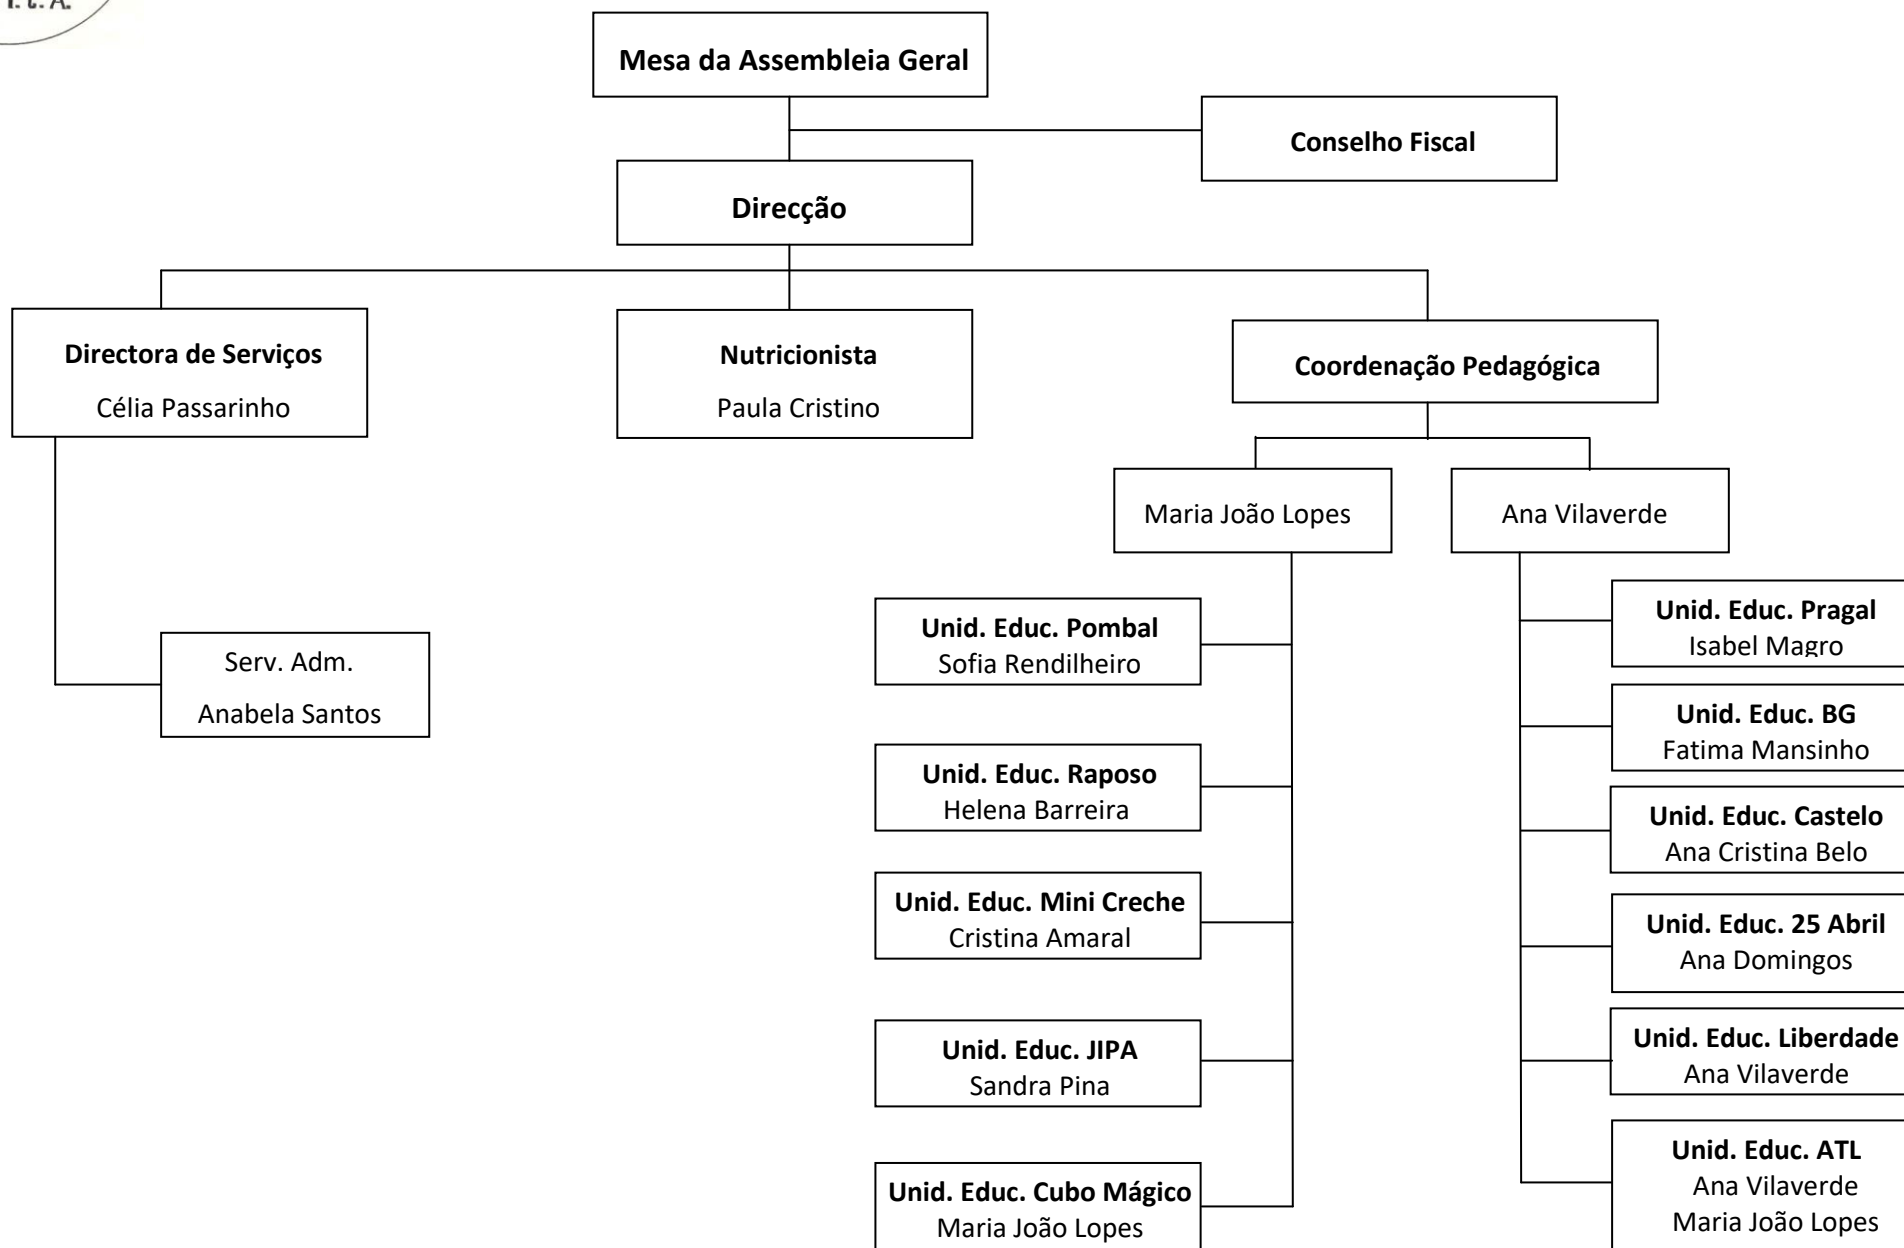 Mesa da Assembleia Geral
Conselho Fiscal
Direcção
Directora de Serviços
Célia Passarinho
Nutricionista
Paula Cristino
Coordenação Pedagógica
Maria João Lopes
Ana Vilaverde
Serv. Adm.
Anabela Santos
Unid. Educ. Pombal
Sofia Rendilheiro
Unid. Educ. Raposo
Helena Barreira
Unid. Educ. Mini Creche
Cristina Amaral
Unid. Educ. JIPA
Sandra Pina
Unid. Educ. Cubo Mágico
Maria João Lopes
Unid. Educ. Pragal
Isabel Magro
Unid. Educ. BG
Fatima Mansinho
Unid. Educ. Castelo
Ana Cristina Belo
Unid. Educ. 25 Abril
Ana Domingos
Unid. Educ. Liberdade
Ana Vilaverde
Unid. Educ. ATL
Ana Vilaverde
Maria João Lopes